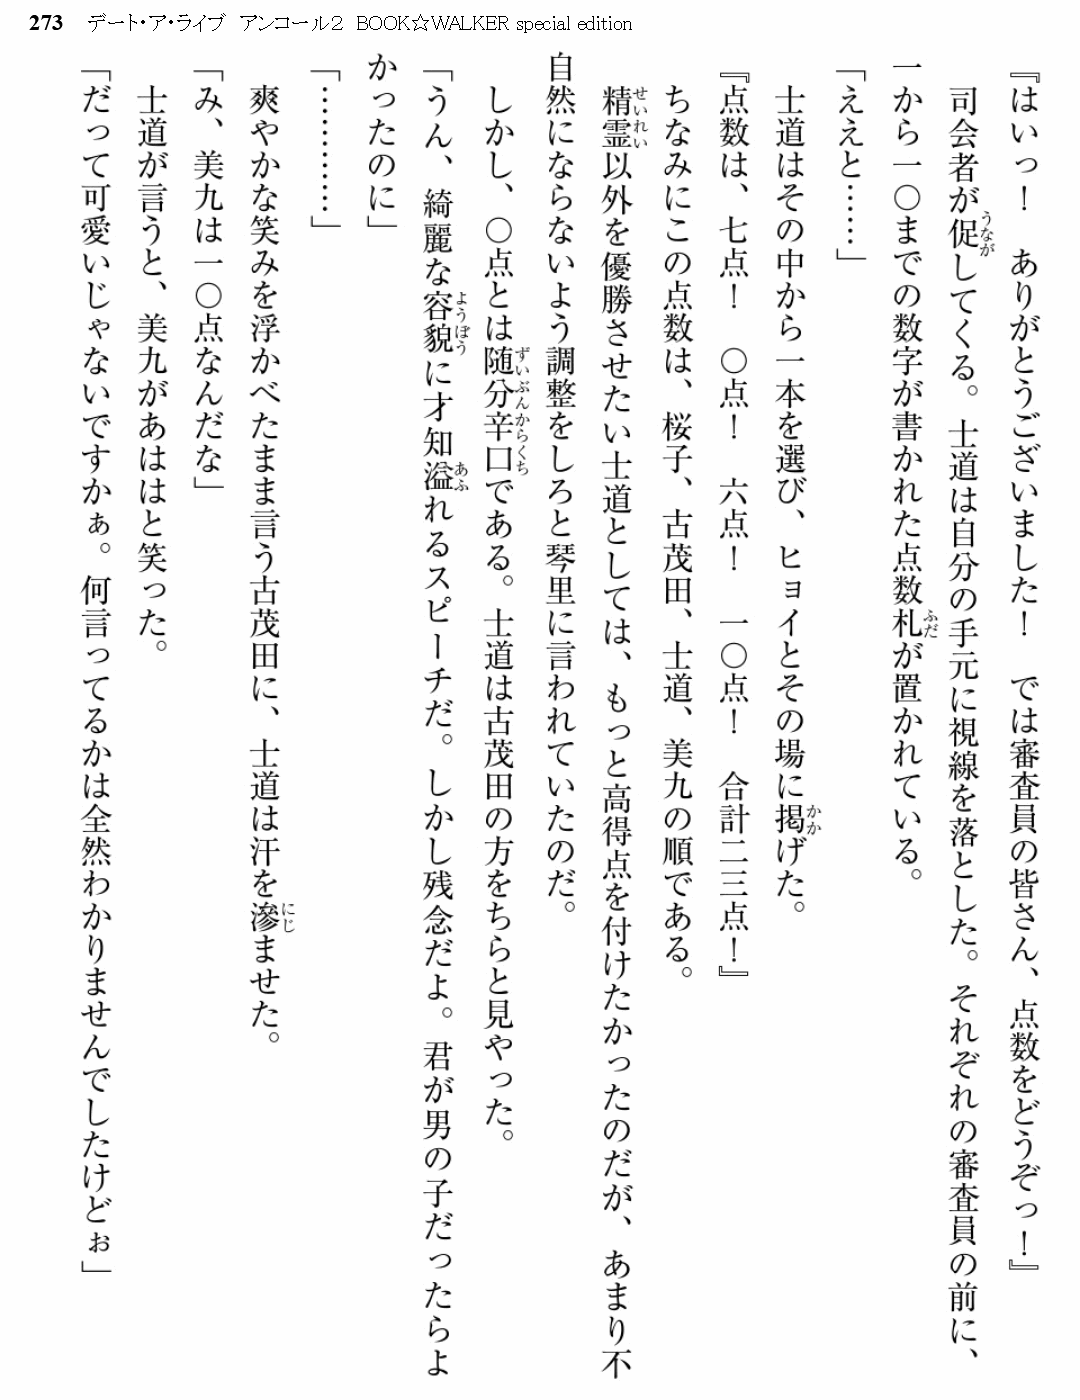 273 デート・ア・ライブ アンコール2 BOOK☆WALKER special edition
『はいっ！　ありがとうございました！　では審査員の皆さん、点数をどうぞっ！』
　司会者が促してくる。士道は自分の手元に視線を落とした。それぞれの審査員の前に、
一から一〇までの数字が書かれた点数札が置かれている。
「ええと……」
　士道はその中から一本を選び、ヒョイとその場に掲げた。
『点数は、七点！　〇点！　六点！　一〇点！　合計二三点！』
　ちなみにこの点数は、桜子、古茂田、士道、美九の順である。
　精霊以外を優勝させたい士道としては、もっと高得点を付けたかったのだが、あまり不
自然にならないよう調整をしろと琴里に言われていたのだ。
　しかし、〇点とは随分辛口である。士道は古茂田の方をちらと見やった。
「うん、綺麗な容貌に才知溢れるスピーチだ。しかし残念だよ。君が男の子だったらよ
かったのに」
「…………」
　爽やかな笑みを浮かべたまま言う古茂田に、士道は汗を滲ませた。
「み、美九は一〇点なんだな」
　士道が言うと、美九があははと笑った。
「だって可愛いじゃないですかぁ。何言ってるかは全然わかりませんでしたけどぉ」